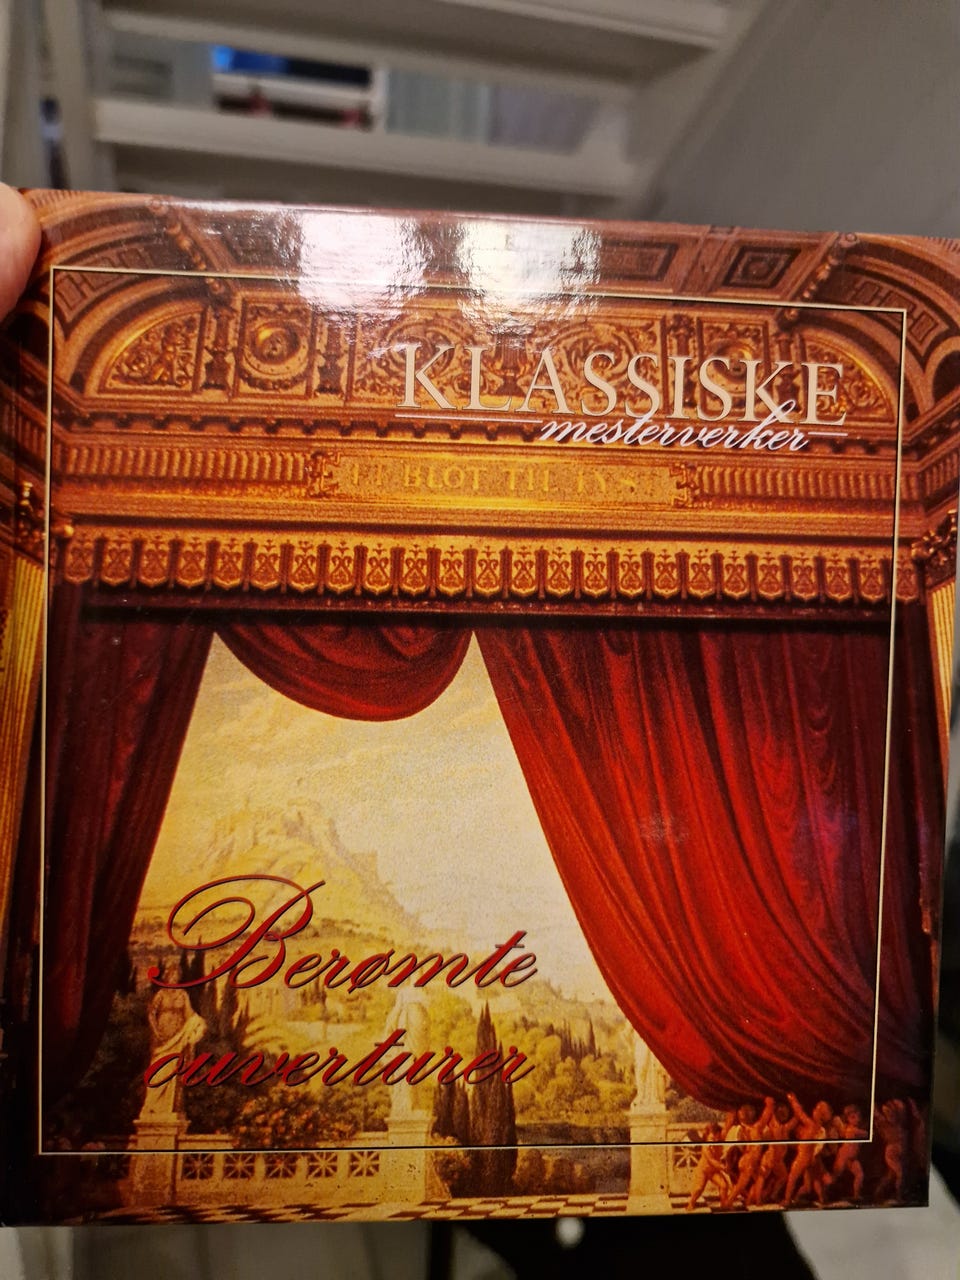 KLASSISKE
mesterverker
BLOT TIL
Berømte
ouverturer